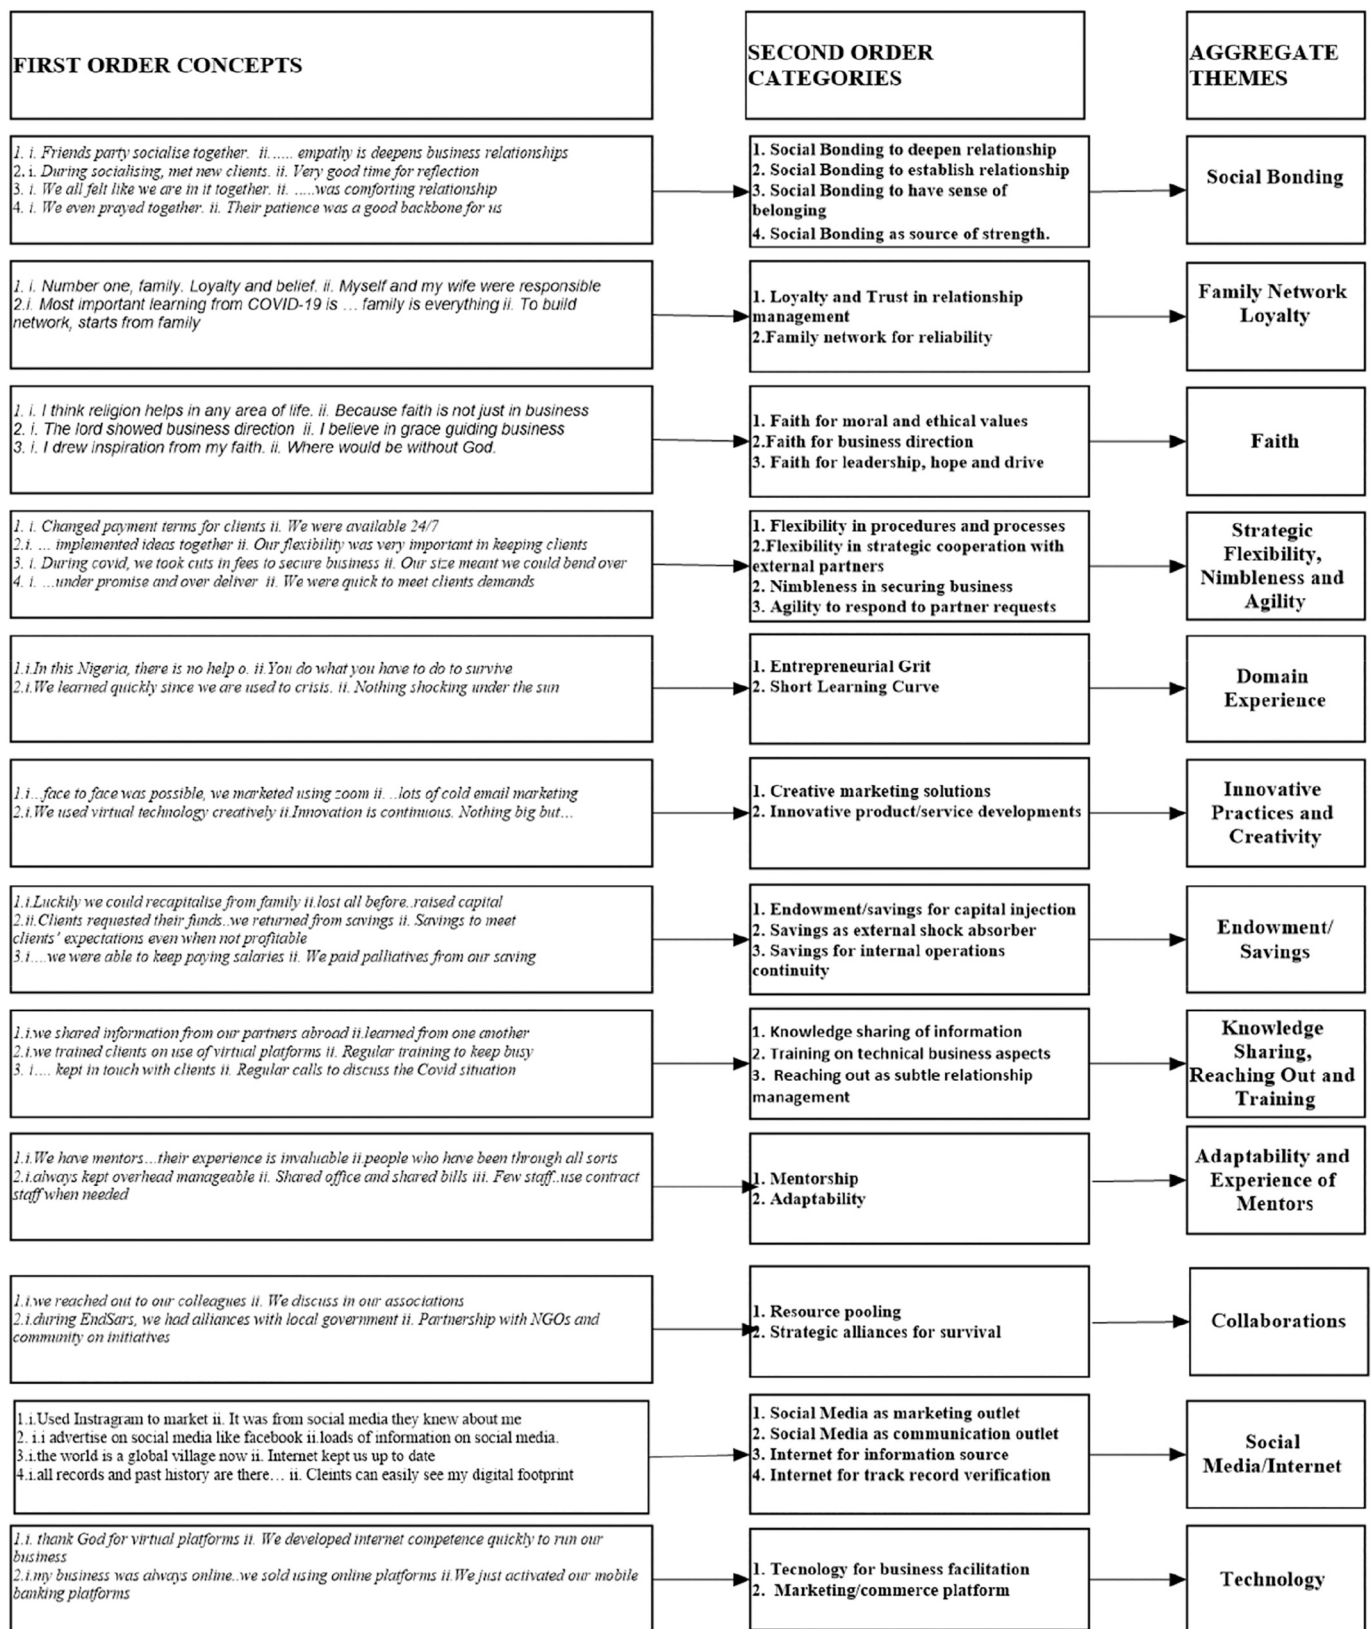 FIRST ORDER CONCEPTS
SECOND ORDER
CATEGORIES
AGGREGATE
THEMES
1. i. Friends party socialise together. ii. ..... empathy is deepens business relationships
2. i. During socialising, met new clients. ii. Very good time for reflection
3. i. We all felt like we are in it together. ii. .....was comforting relationship
4. i. We even prayed together. ii. Their patience was a good backbone for us
1. Social Bonding to deepen relationship
2. Social Bonding to establish relationship
3. Social Bonding to have sense of
belonging
4. Social Bonding as source of strength.
Social Bonding
1. i. Number one, family. Loyalty and belief. ii. Myself and my wife were responsible
2.i. Most important learning from COVID-19 is … family is everything ii. To build
network, starts from family
1. Loyalty and Trust in relationship
management
2.Family network for reliability
Family Network
Loyalty
1. i. I think religion helps in any area of life. ii. Because faith is not just in business
2. i. The lord showed business direction ii. I believe in grace guiding business
3. i. I drew inspiration from my faith. ii. Where would be without God.
1. Faith for moral and ethical values
2.Faith for business direction
3. Faith for leadership, hope and drive
Faith
1. i. Changed payment terms for clients ii. We were available 24/7
2.i. … implemented ideas together ii. Our flexibility was very important in keeping clients
3. i. During covid, we took cuts in fees to secure business ii. Our size meant we could bend over
4. i. …under promise and over deliver ii. We were quick to meet clients demands
1. Flexibility in procedures and processes
2.Flexibility in strategic cooperation with
external partners
2. Nimbleness in securing business
3. Agility to respond to partner requests
Strategic
Flexibility,
Nimbleness and
Agility
1.i.In this Nigeria, there is no help o. ii.You do what you have to do to survive
2.i.We learned quickly since we are used to crisis. ii. Nothing shocking under the sun
1. Entrepreneurial Grit
2. Short Learning Curve
Domain
Experience
1.i…face to face was possible, we marketed using zoom ii. ..lots of cold email marketing
2.i.We used virtual technology creatively ii.Innovation is continuous. Nothing big but…
1. Creative marketing solutions
2. Innovative product/service developments
Innovative
Practices and
Creativity
1.i.Luckily we could recapitalise from family ii.lost all before..raised capital
2.ii.Clients requested their funds..we returned from savings ii. Savings to meet
clients' expectations even when not profitable
3.i….we were able to keep paying salaries ii. We paid palliatives from our saving
1. Endowment/savings for capital injection
2. Savings as external shock absorber
3. Savings for internal operations
continuity
Endowment/
Savings
1.i.we shared information from our partners abroad ii.learned from one another
2.i.we trained clients on use of virtual platforms ii. Regular training to keep busy
3. i.… kept in touch with clients ii. Regular calls to discuss the Covid situation
1. Knowledge sharing of information
2. Training on technical business aspects
3. Reaching out as subtle relationship
management
Knowledge
Sharing,
Reaching Out and
Training
1.i.We have mentors…their experience is invaluable ii.people who have been through all sorts
2.i.always kept overhead manageable ii. Shared office and shared bills iii. Few staff..use contract
staff when needed
1. Mentorship
2. Adaptability
Adaptability and
Experience of
Mentors
1.i.we reached out to our colleagues ii. We discuss in our associations
2.i.during EndSars, we had alliances with local government ii. Partnership with NGOs and
community on initiatives
1. Resource pooling
2. Strategic alliances for survival
Collaborations
1.i.Used Instragram to market ii. It was from social media they knew about me
2. i.i advertise on social media like facebook ii.loads of information on social media.
3.i.the world is a global village now ii. Internet kept us up to date
4.i.all records and past history are there… ii. Cleints can easily see my digital footprint
1. Social Media as marketing outlet
2. Social Media as communication outlet
3. Internet for information source
4. Internet for track record verification
Social
Media/Internet
1.i. thank God for virtual platforms ii. We developed internet competence quickly to run our
business
2.i.my business was always online..we sold using online platforms ii.We just activated our mobile
banking platforms
1. Tecnology for business facilitation
2. Marketing/commerce platform
Technology